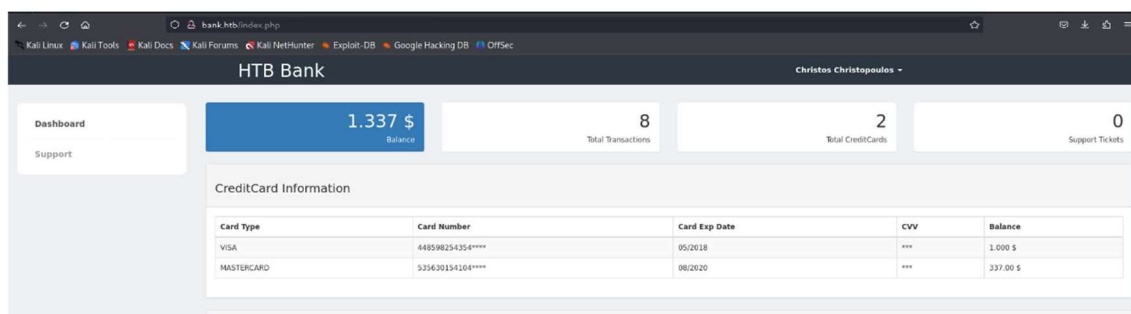 bank.htb/index.php
Kali Linux Kali Tools Kali Docs Kali Forums Kali NetHunter Exploit-DB Google Hacking DB OffSec
HTB Bank Christos Christopoulos
Dashboard
Support
1.337 $
Balance
8
Total Transactions
2
Total CreditCards
0
Support Tickets
CreditCard Information
Card Type Card Number Card Exp Date CVV Balance
VISA 448598254354**** 05/2018 *** 1.000 $
MASTERCARD 535630154104**** 08/2020 *** 337.00 $